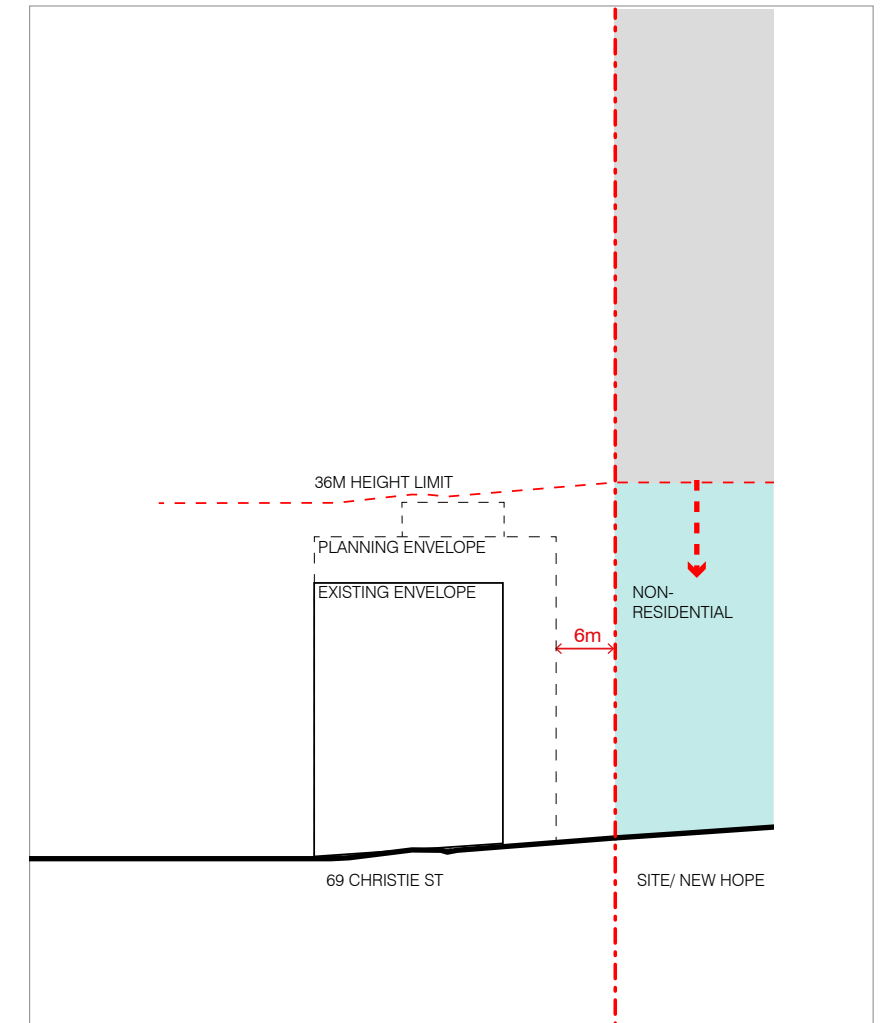 36M HEIGHT LIMIT
PLANNING ENVELOPE
EXISTING ENVELOPE
NON-
RESIDENTIAL
6m
69 CHRISTIE ST
SITE/ NEW HOPE